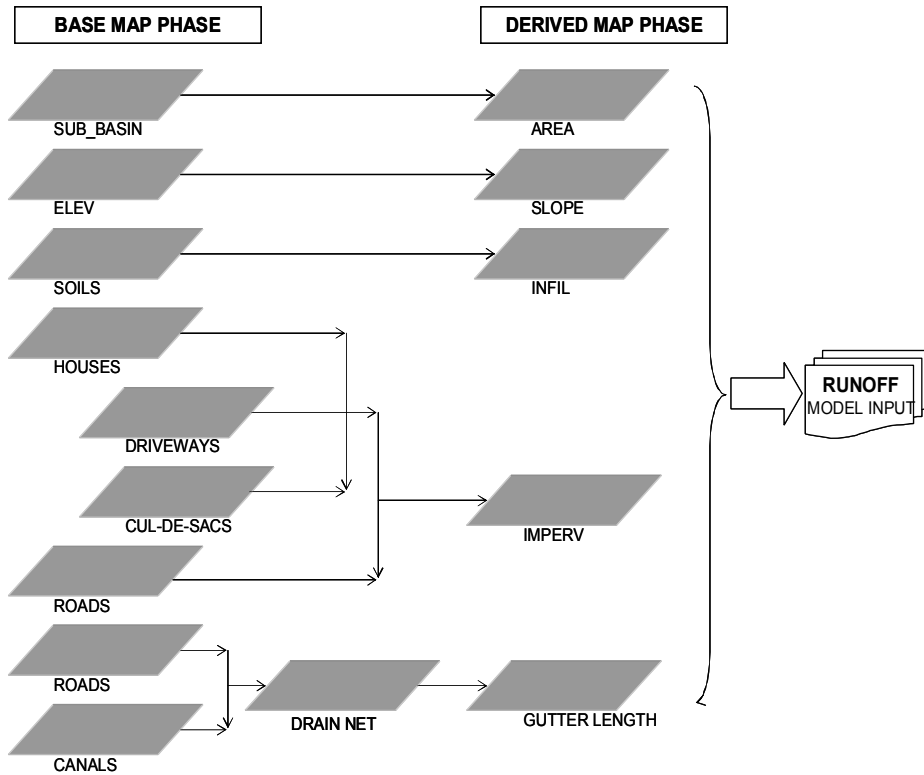 BASE MAP PHASE
DERIVED MAP PHASE
SUB_BASIN
AREA
ELEV
SLOPE
SOILS
INFIL
HOUSES
DRIVEWAYS
CUL-DE-SACS
IMPERV
ROADS
ROADS
DRAIN NET
GUTTER LENGTH
CANALS
RUNOFF
MODEL INPUT